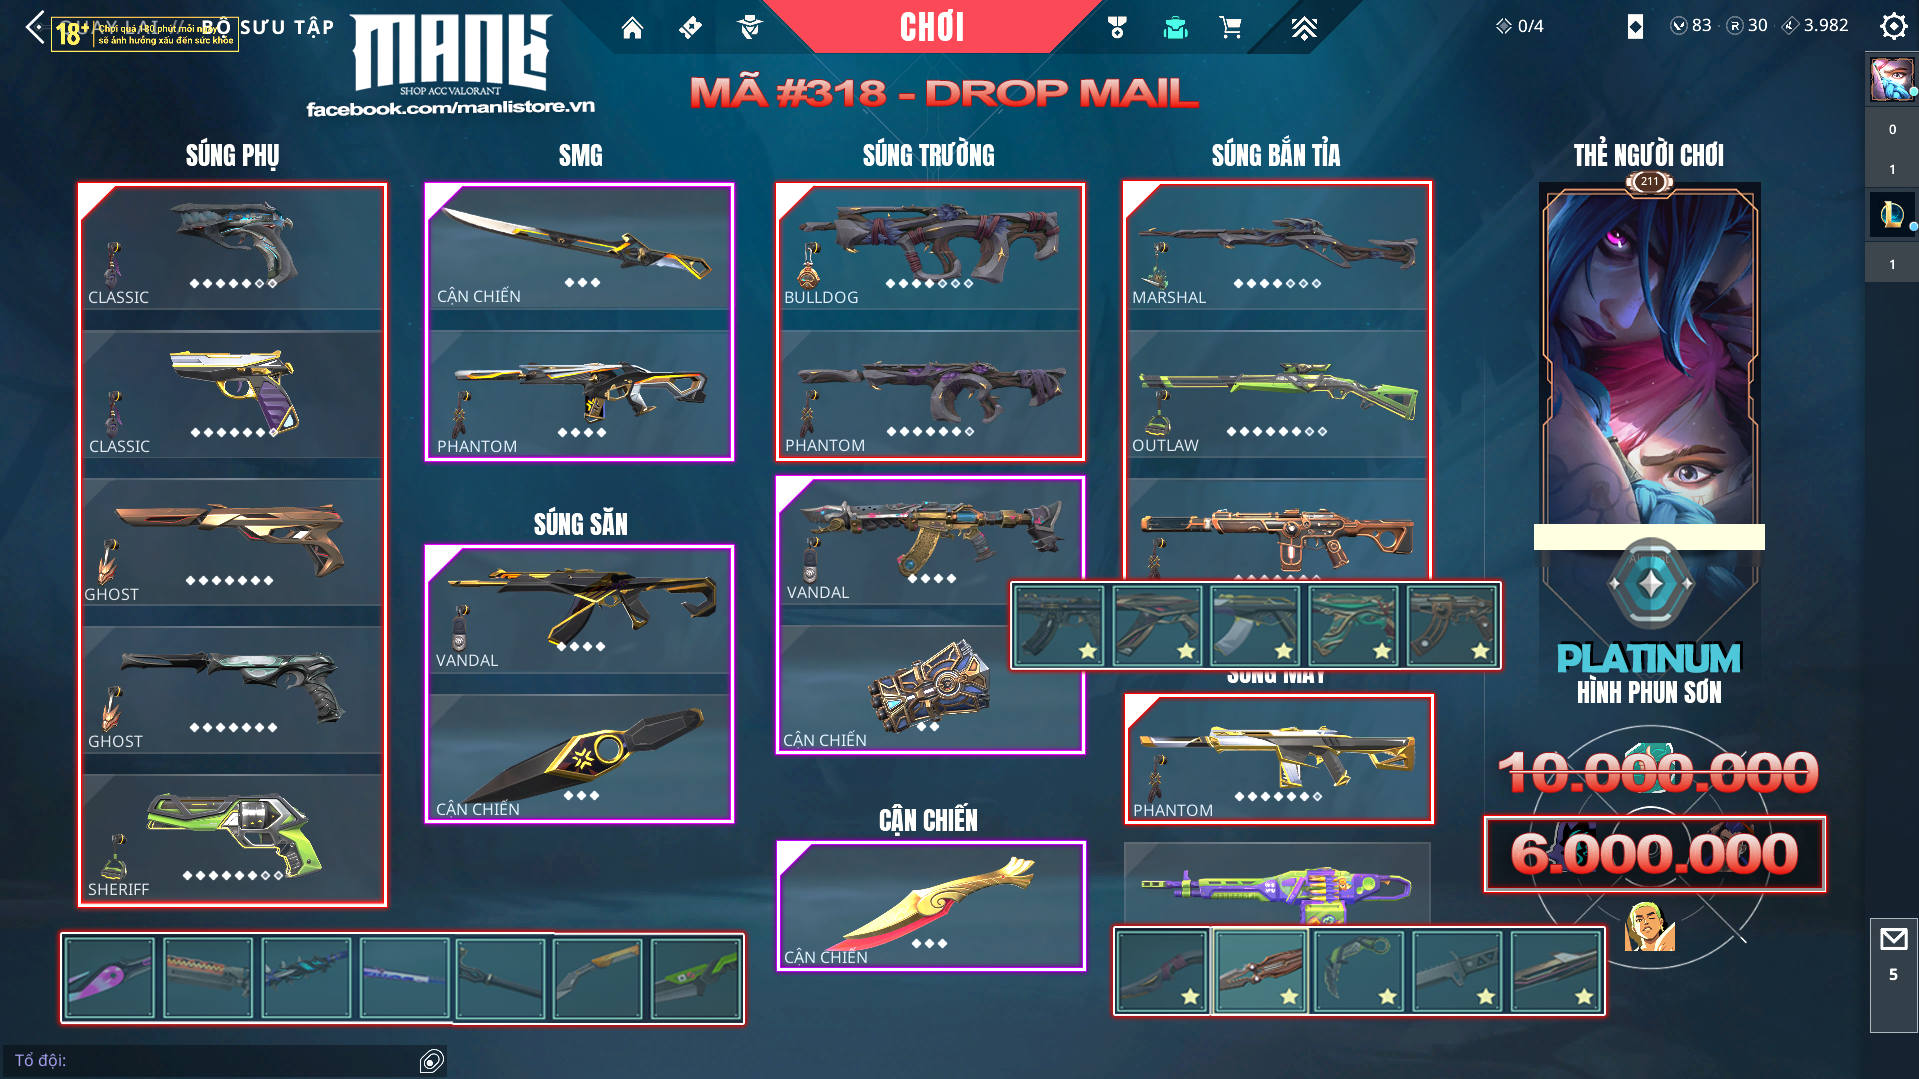 BỘ SƯU TẬP
18+
Chơi quá 180 phút mỗi ngày
sẽ ảnh hưởng xấu đến sức khỏe
MANE
SHOP ACC VALORANT
facebook.com/manlistore.vn
CHƠI
0/4
83
30
3.982
MÃ #318 - DROP MAIL
SÚNG PHỤ
CLASSIC
CLASSIC
GHOST
GHOST
SHERIFF
SMG
CẬN CHIẾN
PHANTOM
SÚNG SĂN
VANDAL
CẬN CHIẾN
SÚNG TRƯỜNG
BULLDOG
PHANTOM
VANDAL
CẬN CHIẾN
CẬN CHIẾN
CẬN CHIẾN
SÚNG BẮN TỈA
MARSHAL
OUTLAW
SÚNG MÁY
PHANTOM
THẺ NGƯỜI CHƠI
211
PLATINUM
HÌNH PHUN SƠN
10.000.000
6.000.000
0
1
1
5
Tổ đội: